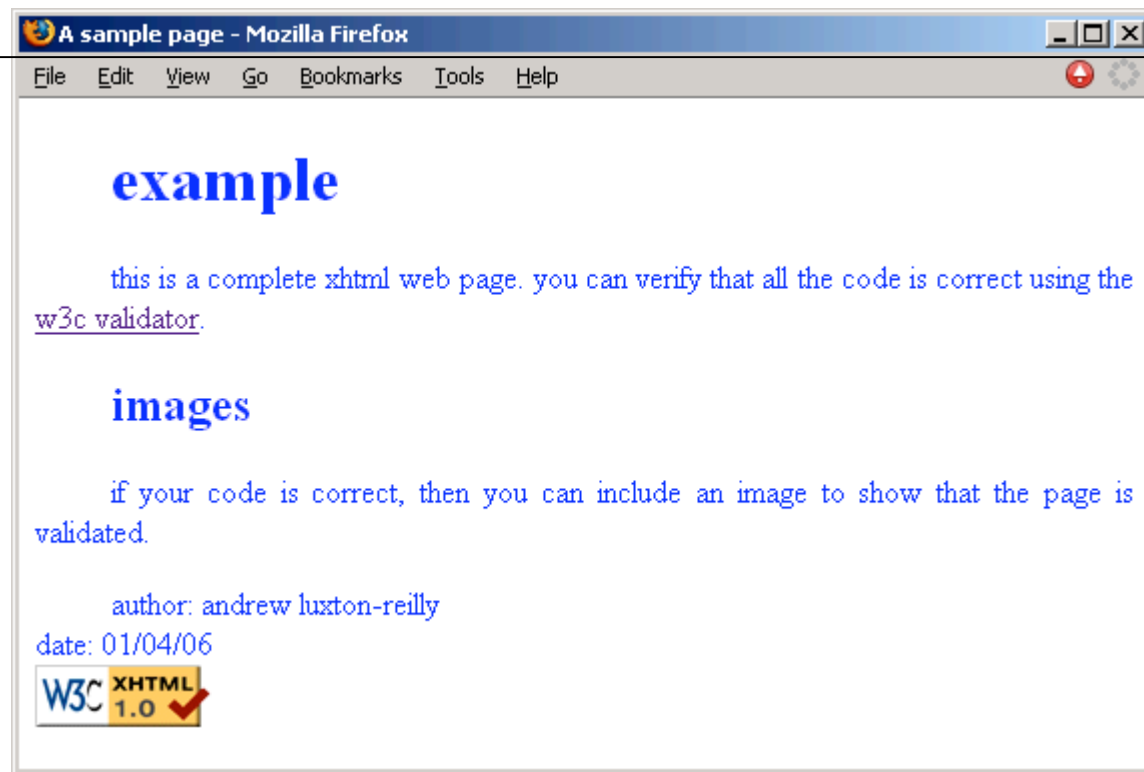 A sample page - Mozilla Firefox
File Edit View Go Bookmarks Tools Help
example
this is a complete xhtml web page. you can verify that all the code is correct using the
w3c validator.
images
if your code is correct, then you can include an image to show that the page is
validated.
author: andrew luxton-reilly
date: 01/04/06
W3C XHTML
1.0